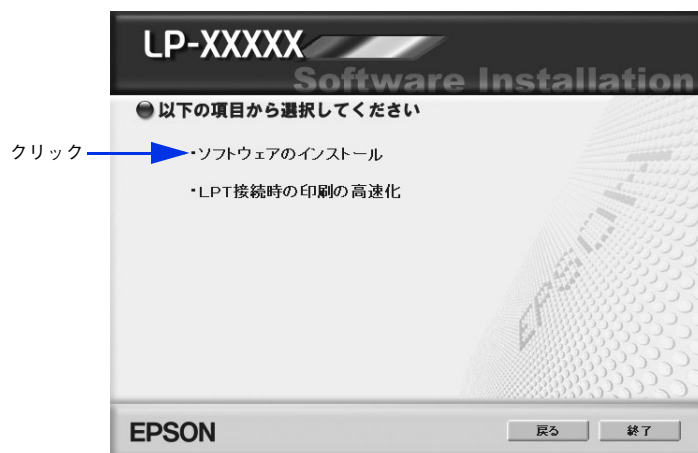 LP-XXXXX
Software Installation
以下の項目から選択してください
クリック
・ソフトウェアのインストール
・LPT接続時の印刷の高速化
EPSON
EPSON
戻る
終了